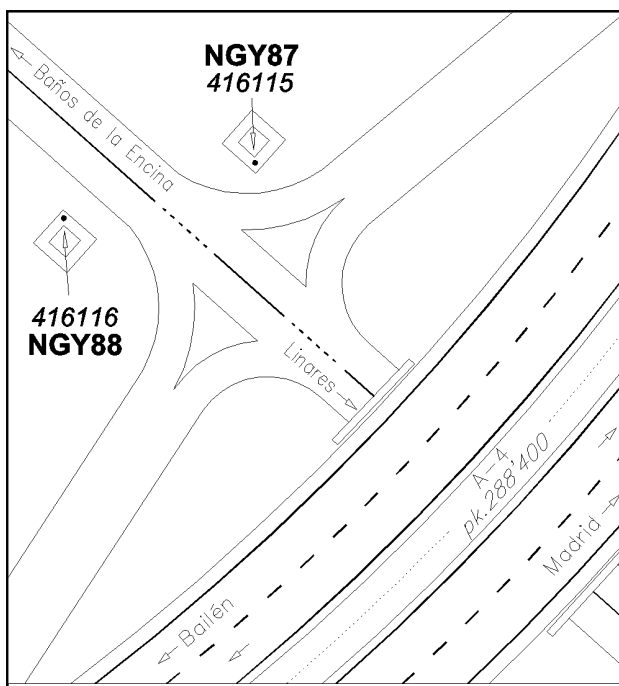 NGY87
416115
Baños de la Encina
416116
NGY88
Linares
A-4
pk.288'400
Madrid
Bailén